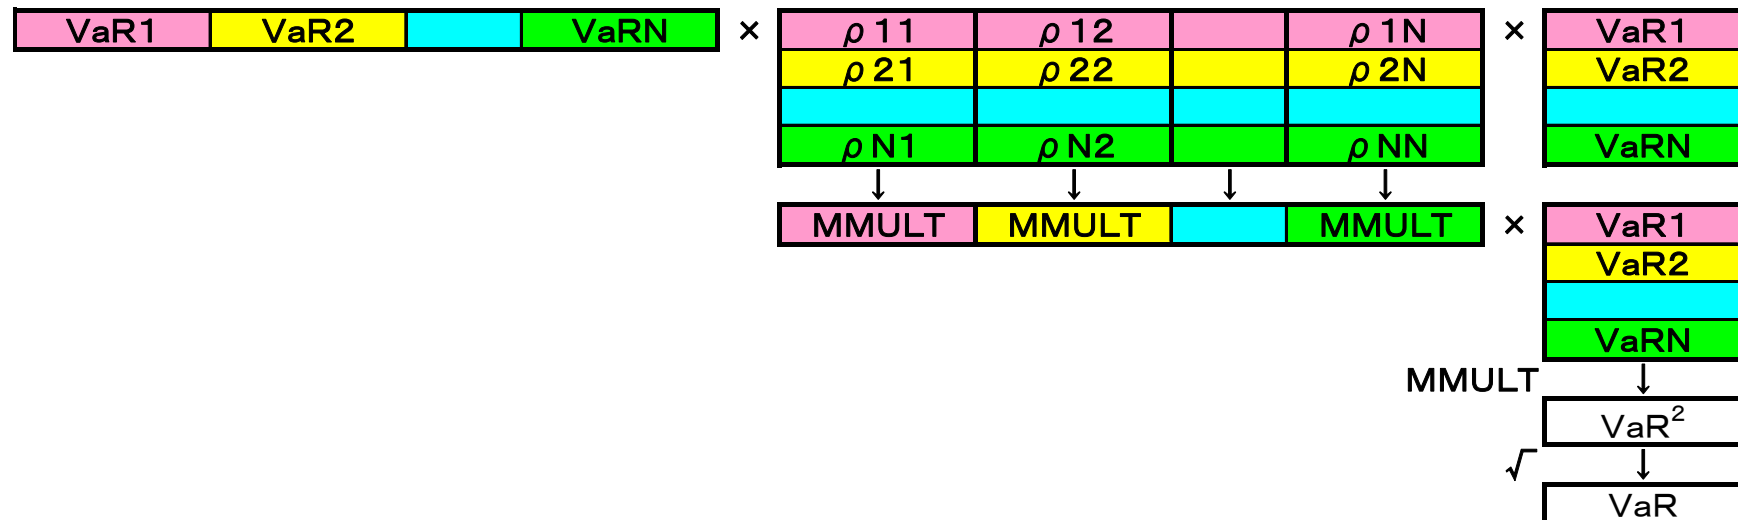 VaR1 VaR2 VaRN × ρ11 ρ12 ρ1N × VaR1
ρ21 ρ22 ρ2N VaR2
ρN1 ρN2 ρNN VaRN
↓ ↓ ↓ ↓
MMULT MMULT MMULT × VaR1
VaR2
VaRN
MMULT ↓
VaR²
√ ↓
VaR